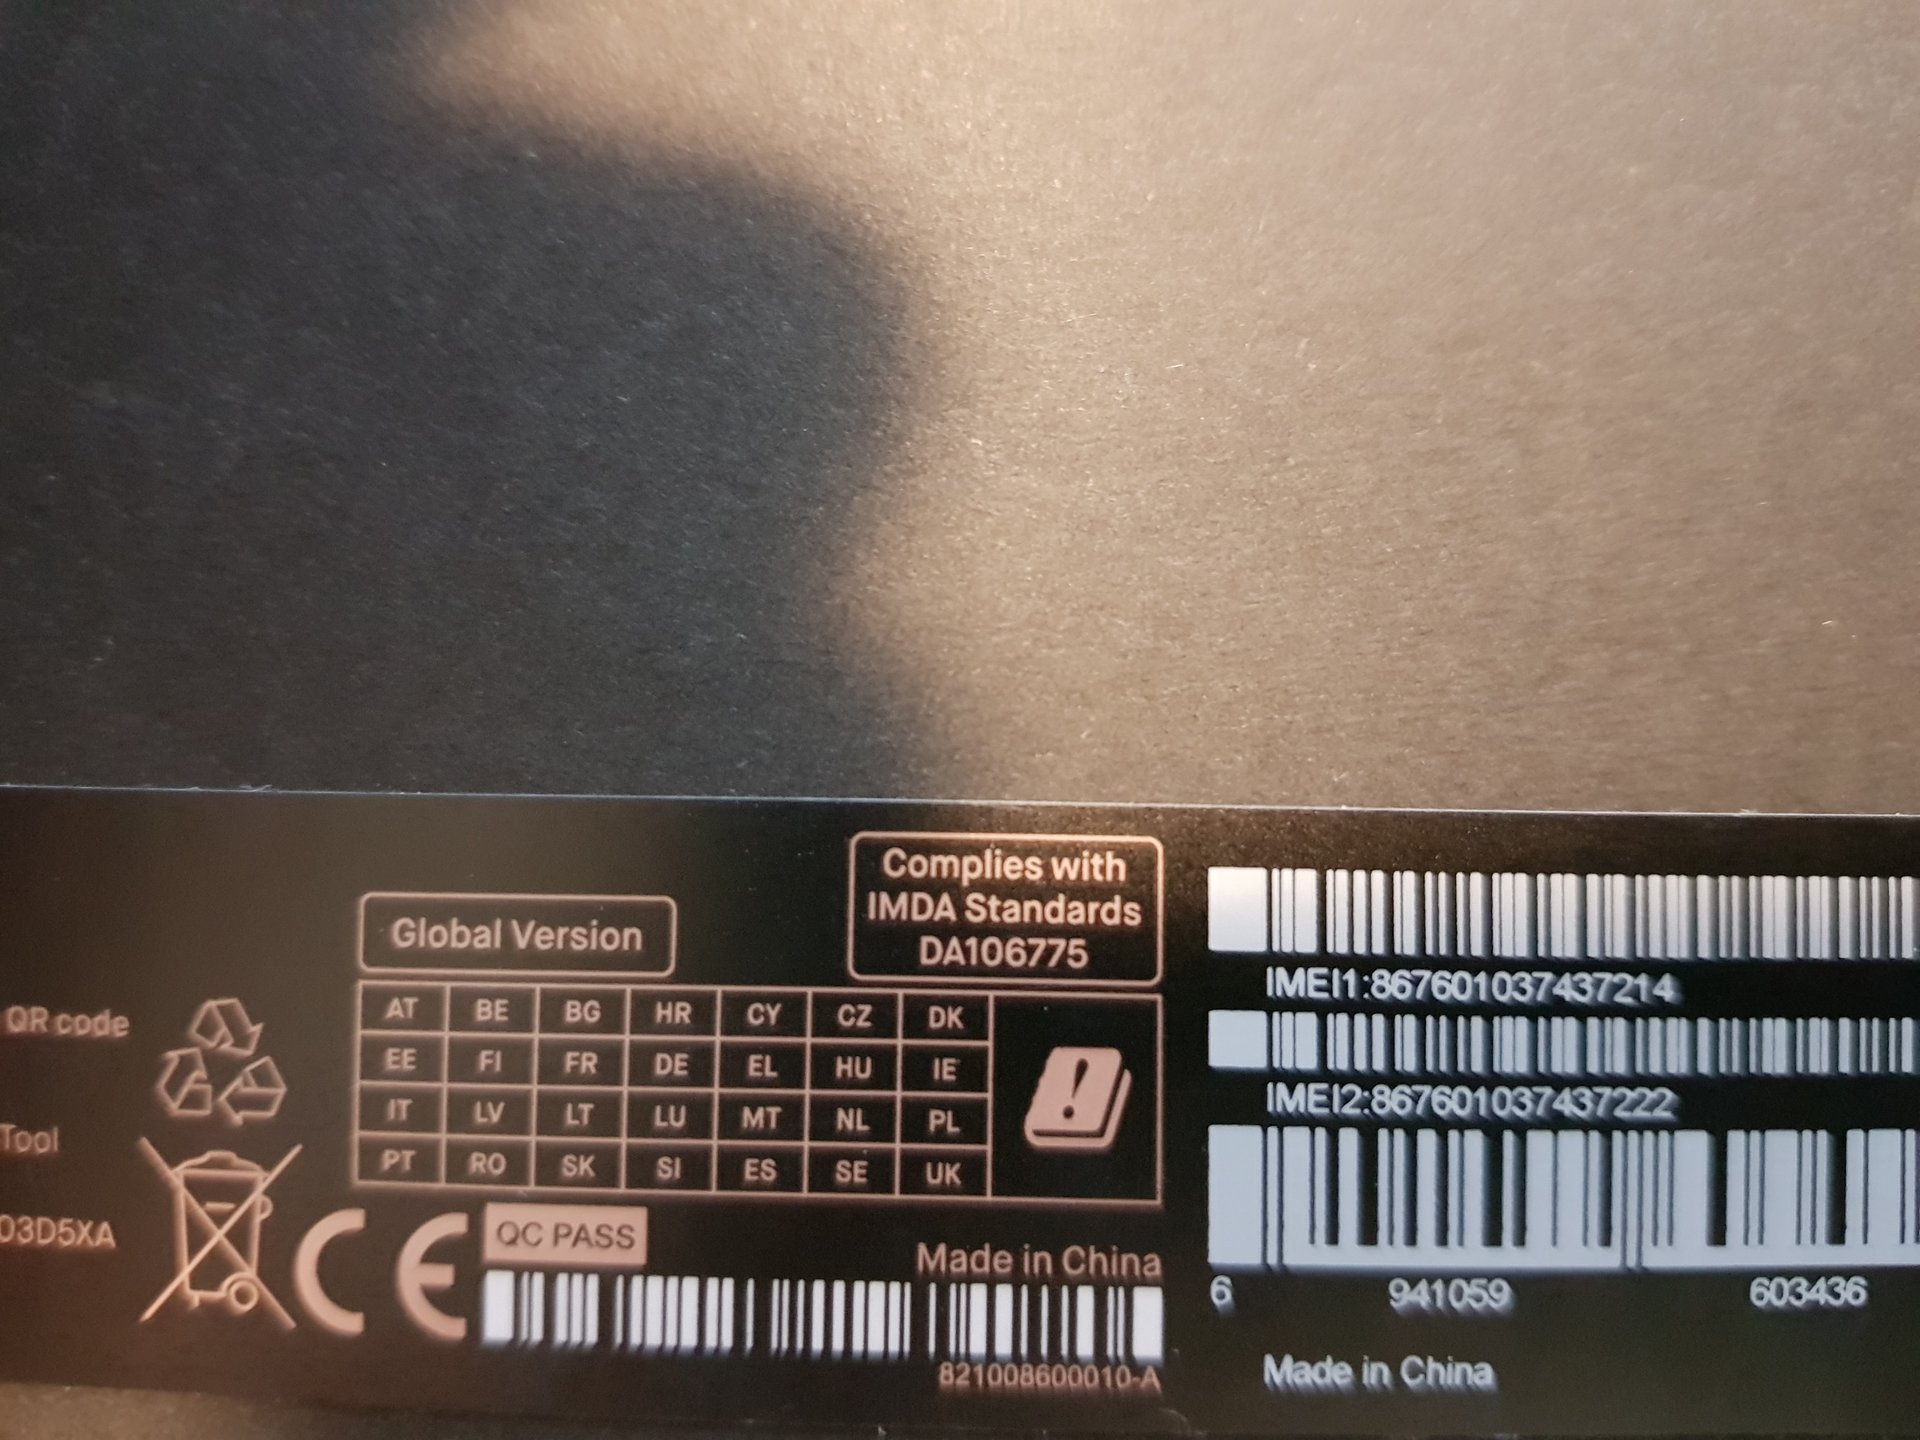 Global Version
Complies with
IMDA Standards
DA106775
QR code
Tool
03D5XA
AT BE BG HR CY CZ DK
EE FI FR DE EL HU IE
IT LV LT LU MT NL PL
PT RO SK SI ES SE UK
CE
QC PASS
Made in China
821008600010-A
IMEI1:867601037437214
IMEI2:867601037437222
6 941059 603436
Made in China